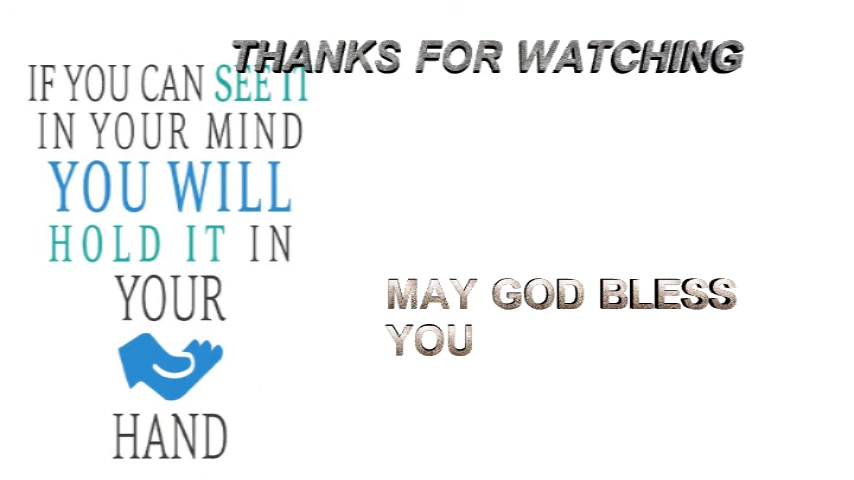 THANKS FOR WATCHING
IF YOU CAN SEE IT
IN YOUR MIND
YOU WILL
HOLD IT IN
YOUR
HAND
MAY GOD BLESS
YOU